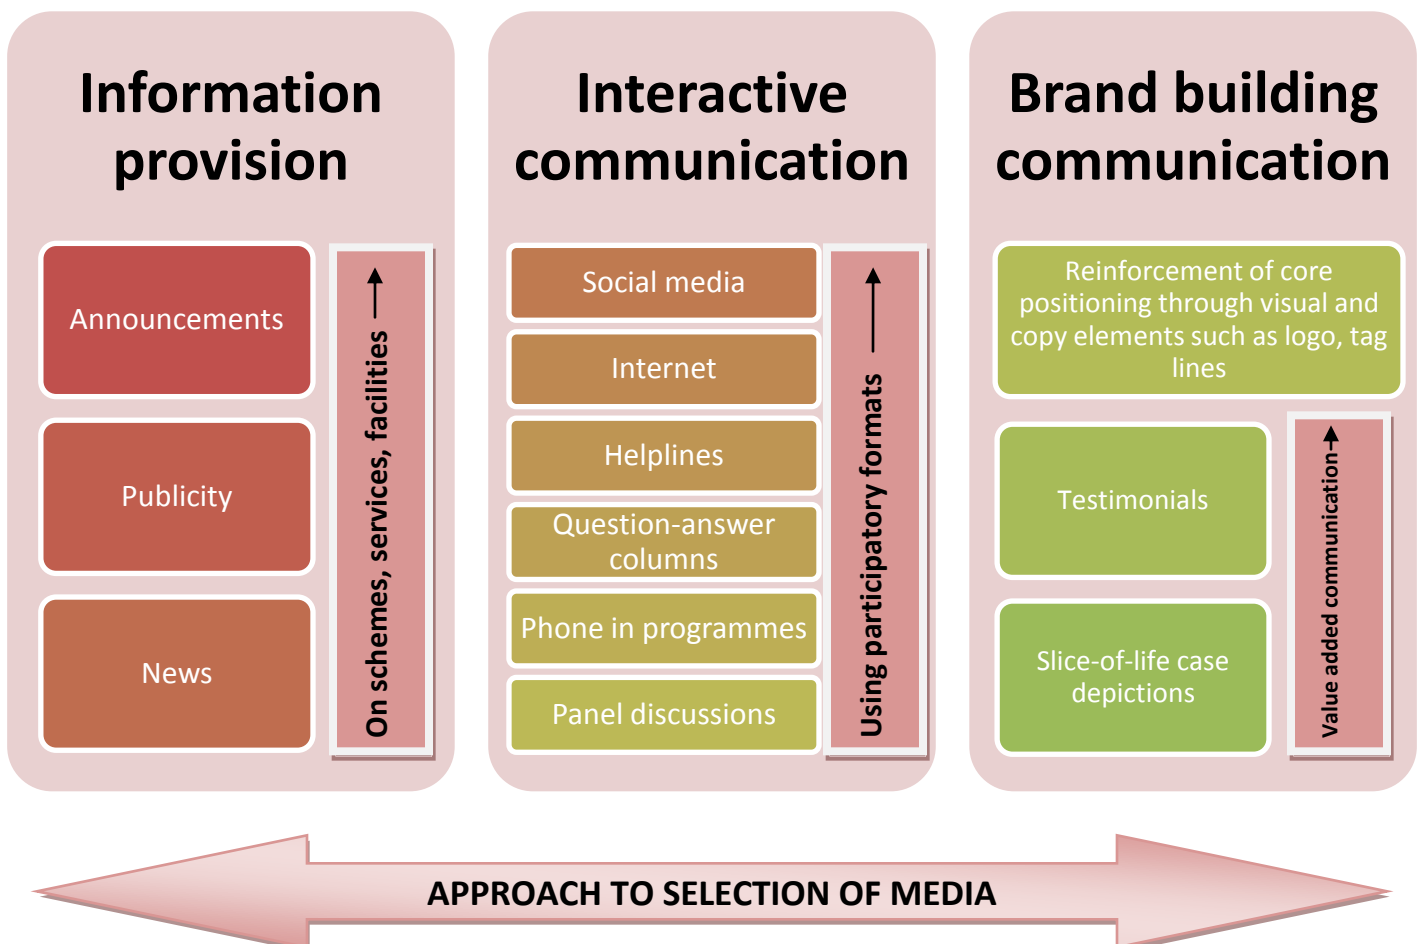 Information
provision
Announcements
Publicity
News
On schemes, services, facilities
Interactive
communication
Social media
Internet
Helplines
Question-answer
columns
Phone in programmes
Panel discussions
Using participatory formats
Brand building
communication
Reinforcement of core
positioning through visual and
copy elements such as logo, tag
lines
Testimonials
Slice-of-life case
depictions
Value added communication
APPROACH TO SELECTION OF MEDIA